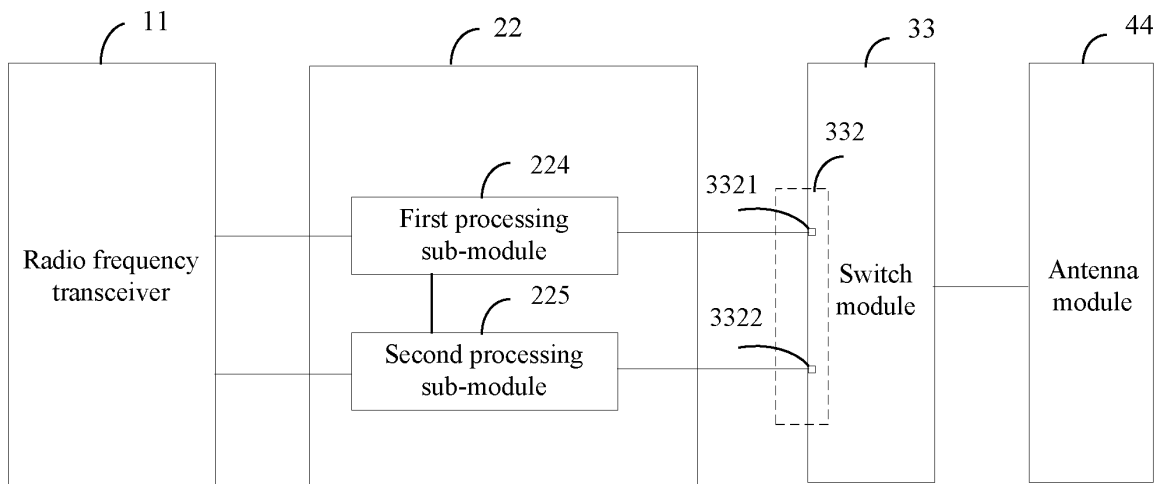 11
22
33
44
332
224
3321
First processing
sub-module
Radio frequency
transceiver
Switch
module
Antenna
module
225
3322
Second processing
sub-module